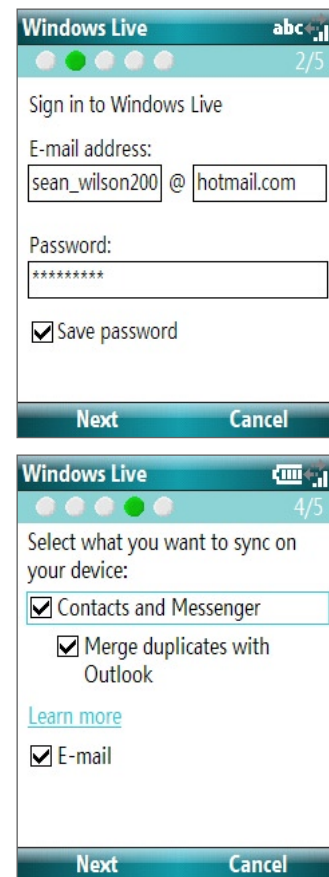 Windows Live abc
2/5
Sign in to Windows Live
E-mail address:
sean_wilson200 @ hotmail.com
Password:
*********
Save password
Next Cancel
Windows Live
4/5
Select what you want to sync on
your device:
Contacts and Messenger
Merge duplicates with
Outlook
Learn more
E-mail
Next Cancel